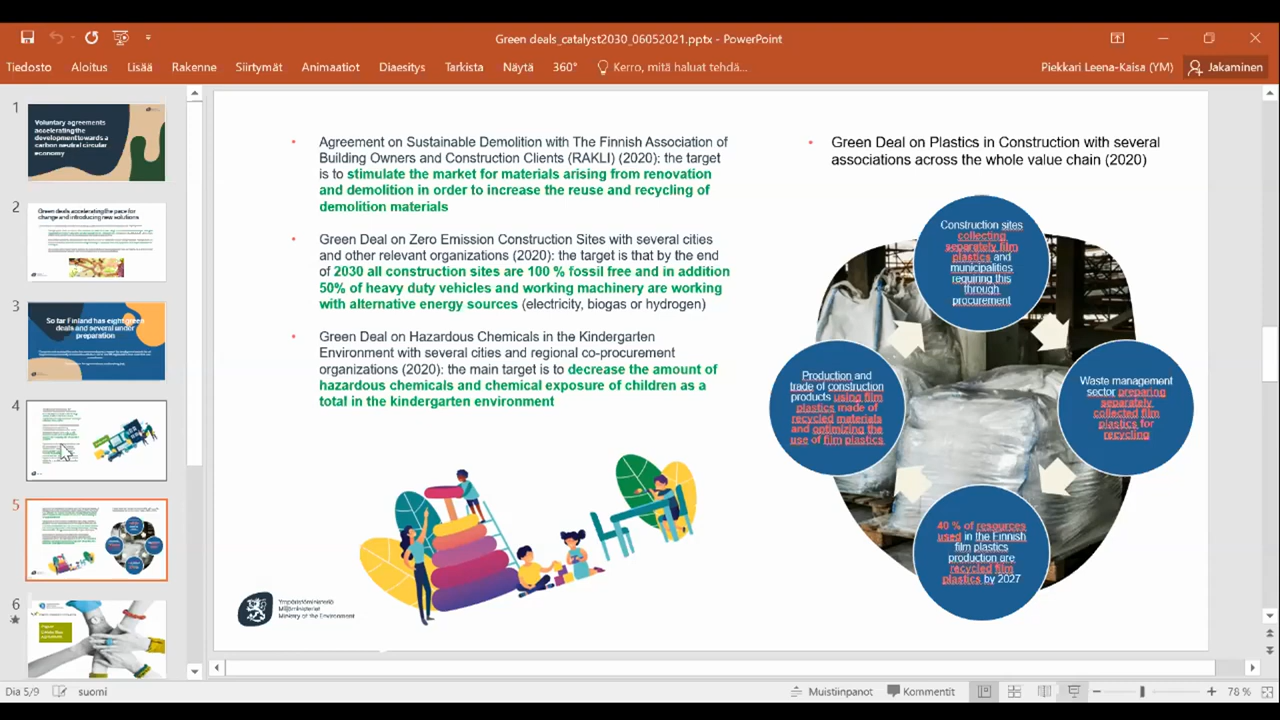 Green deals_catalyst2030_06052021.pptx - PowerPoint
Tiedosto Aloitus Lisää Rakenne Siirtymät Animaatiot Diaesitys Tarkista Näytä 360° Kerro, mitä haluat tehdä... Piekkari Leena-Kaisa (YM) Jakaminen
1
Voluntary agreements
accelerating the
development towards a
carbon neutral circular
economy
2
Green deals accelerating the pace for
change and introducing new solutions
3
So far Finland has eight green
deals and several under
preparation
4
5
6
• Agreement on Sustainable Demolition with The Finnish Association of
Building Owners and Construction Clients (RAKLI) (2020): the target
is to stimulate the market for materials arising from renovation
and demolition in order to increase the reuse and recycling of
demolition materials
• Green Deal on Zero Emission Construction Sites with several cities
and other relevant organizations (2020): the target is that by the end
of 2030 all construction sites are 100 % fossil free and in addition
50% of heavy duty vehicles and working machinery are working
with alternative energy sources (electricity, biogas or hydrogen)
• Green Deal on Hazardous Chemicals in the Kindergarten
Environment with several cities and regional co-procurement
organizations (2020): the main target is to decrease the amount of
hazardous chemicals and chemical exposure of children as a
total in the kindergarten environment
Ympäristöministeriö
Miljöministeriet
Ministry of the Environment
• Green Deal on Plastics in Construction with several
associations across the whole value chain (2020)
Construction sites
collecting
separately film
plastics and
municipalities
requiring this
through
procurement
Production and
trade of construction
products using film
plastics made of
recycled materials
and optimizing the
use of film plastics
Waste management
sector preparing
separately
collected film
plastics for
recycling
40 % of resources
used in the Finnish
film plastics
production are
recycled film
plastics by 2027
Dia 5/9 suomi Muistiinpanot Kommentit 78 %